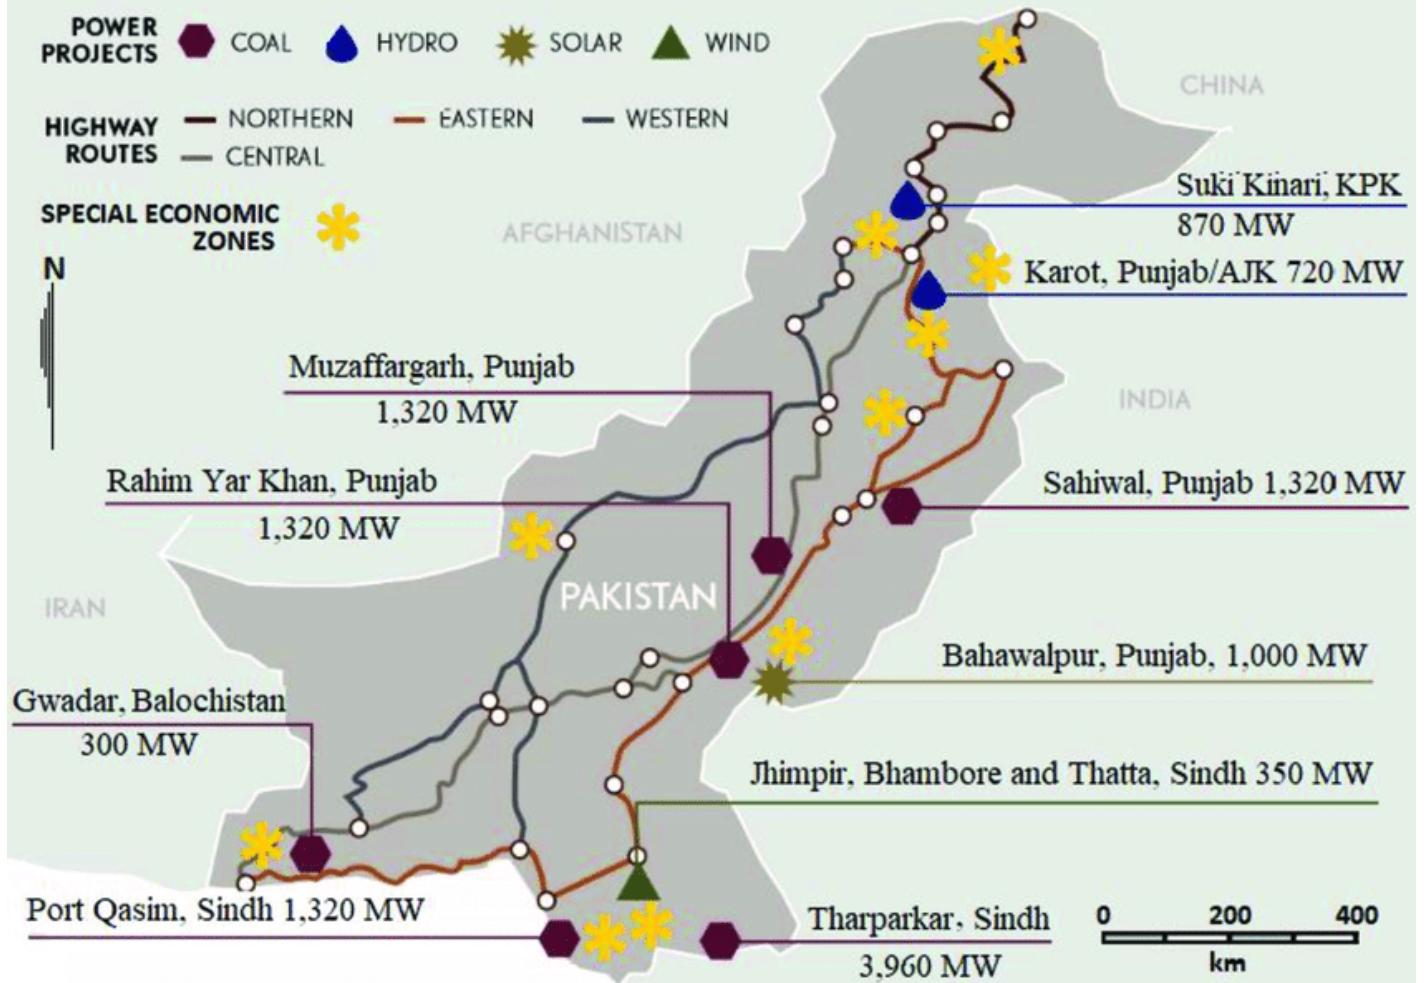 POWER
PROJECTS
COAL
HYDRO
SOLAR
WIND
HIGHWAY
ROUTES
NORTHERN
EASTERN
WESTERN
CENTRAL
SPECIAL ECONOMIC
ZONES
N
CHINA
AFGHANISTAN
Suki Kinari, KPK
870 MW
Karot, Punjab/AJK 720 MW
Muzaffargarh, Punjab
1,320 MW
INDIA
Rahim Yar Khan, Punjab
1,320 MW
Sahiwal, Punjab 1,320 MW
IRAN
PAKISTAN
Bahawalpur, Punjab, 1,000 MW
Gwadar, Balochistan
300 MW
Jhimpir, Bhambore and Thatta, Sindh 350 MW
Port Qasim, Sindh 1,320 MW
Tharparkar, Sindh
3,960 MW
0 200 400
km